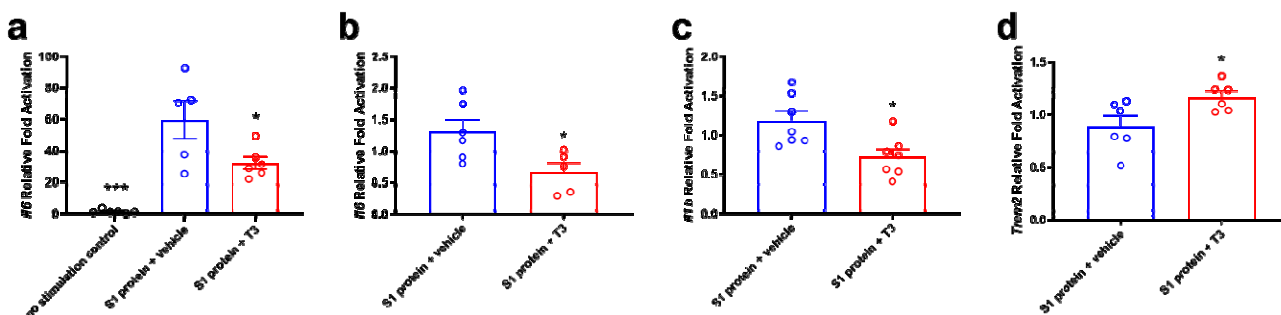 a
Il6 Relative Fold Activation
100
80
60
40
20
0
***
*
no stimulation control
S1 protein + vehicle
S1 protein + T3
b
Il6 Relative Fold Activation
2.5
2.0
1.5
1.0
0.5
0.0
*
S1 protein + vehicle
S1 protein + T3
c
Il1b Relative Fold Activation
2.0
1.5
1.0
0.5
0.0
*
S1 protein + vehicle
S1 protein + T3
d
Trem2 Relative Fold Activation
1.5
1.0
0.5
0.0
*
S1 protein + vehicle
S1 protein + T3